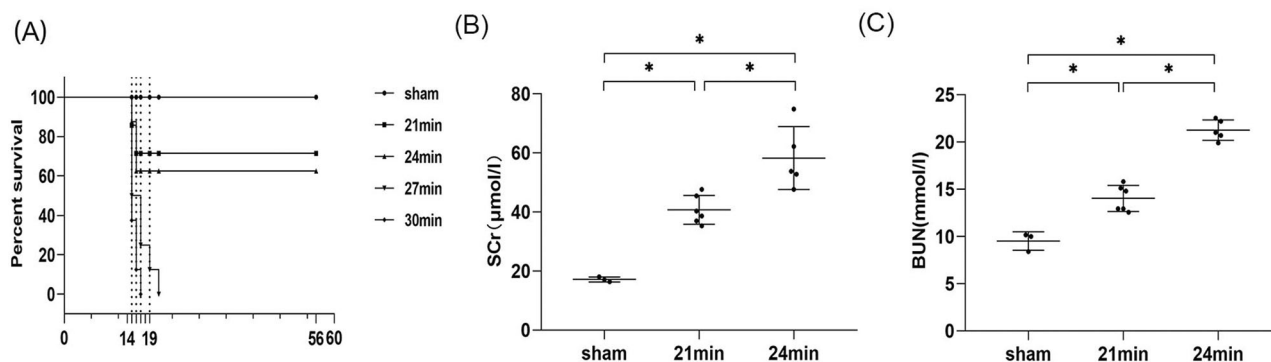 (A)
Percent survival
100
80
60
40
20
0
0 14 19 56 60
sham
21min
24min
27min
30min
(B)
* 
* *
SCr(μmol/l)
80
60
40
20
0
sham 21min 24min
(C)
*
* *
BUN(mmol/l)
25
20
15
10
5
0
sham 21min 24min